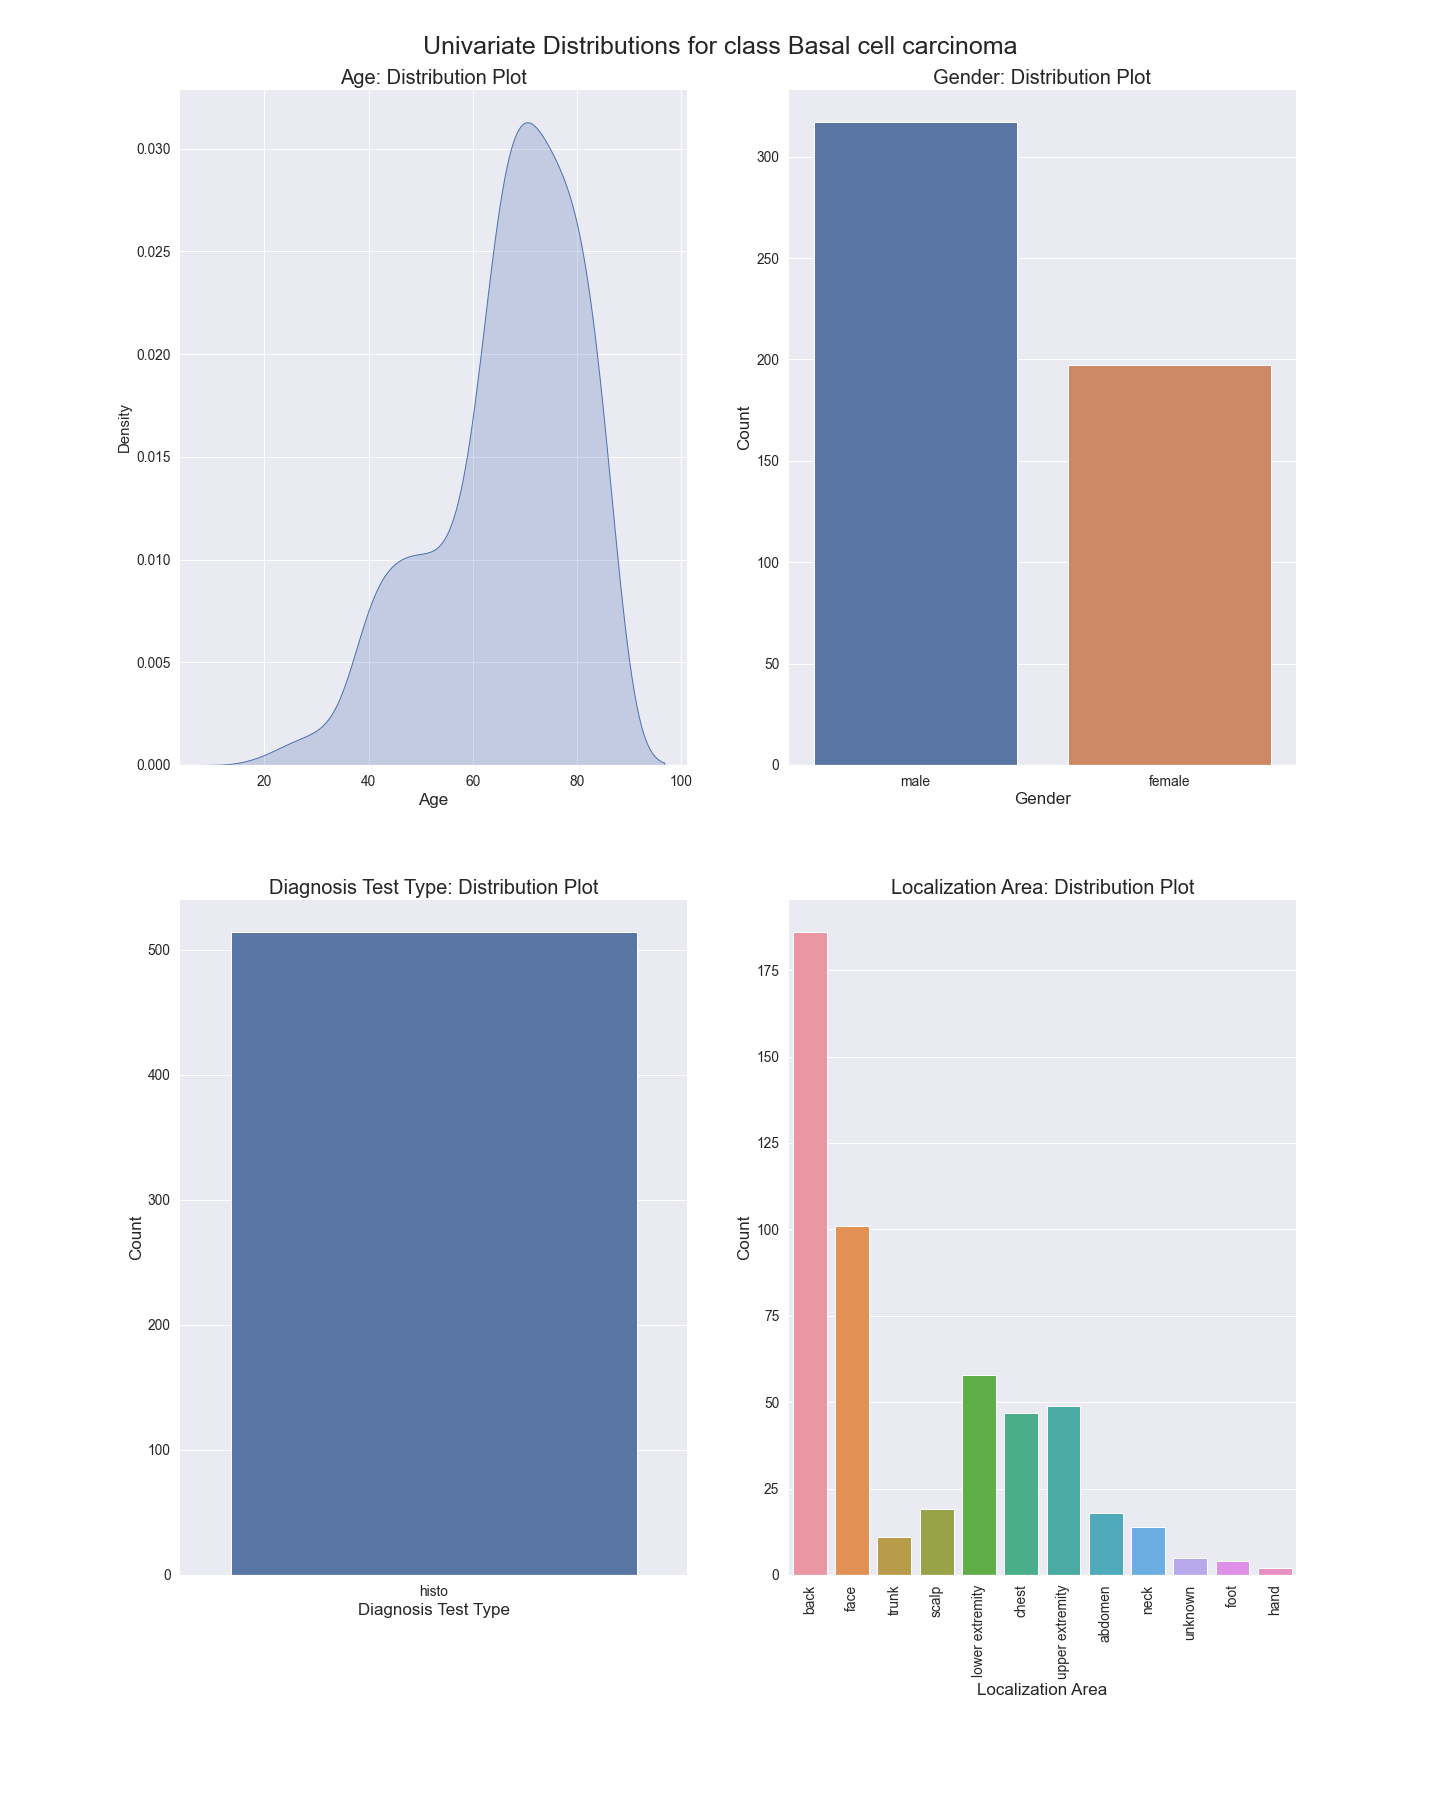 Univariate Distributions for class Basal cell carcinoma
Age: Distribution Plot
0.030
0.025
0.020
0.015
0.010
0.005
0.000
Density
20 40 60 80 100
Age
Gender: Distribution Plot
300
250
200
150
100
50
0
Count
male female
Gender
Diagnosis Test Type: Distribution Plot
500
400
300
200
100
0
Count
histo
Diagnosis Test Type
Localization Area: Distribution Plot
175
150
125
100
75
50
25
0
Count
back
face
trunk
scalp
lower extremity
chest
upper extremity
abdomen
neck
unknown
foot
hand
Localization Area